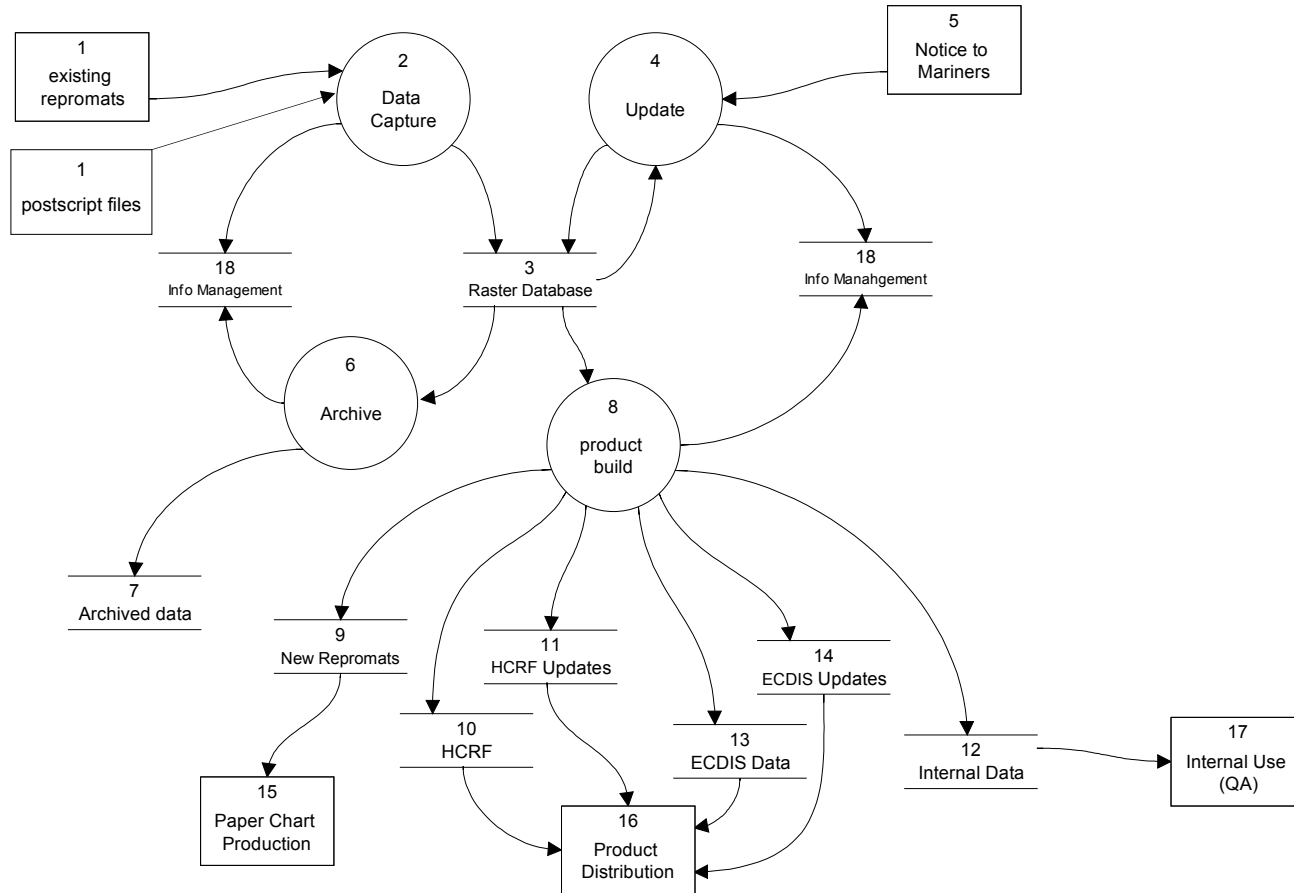 1
existing
repromats
2
Data
Capture
4
Update
5
Notice to
Mariners
1
postscript files
18
Info Management
3
Raster Database
18
Info Manahgement
6
Archive
8
product
build
7
Archived data
9
New Repromats
11
HCRF Updates
14
ECDIS Updates
10
HCRF
13
ECDIS Data
12
Internal Data
17
Internal Use
(QA)
15
Paper Chart
Production
16
Product
Distribution